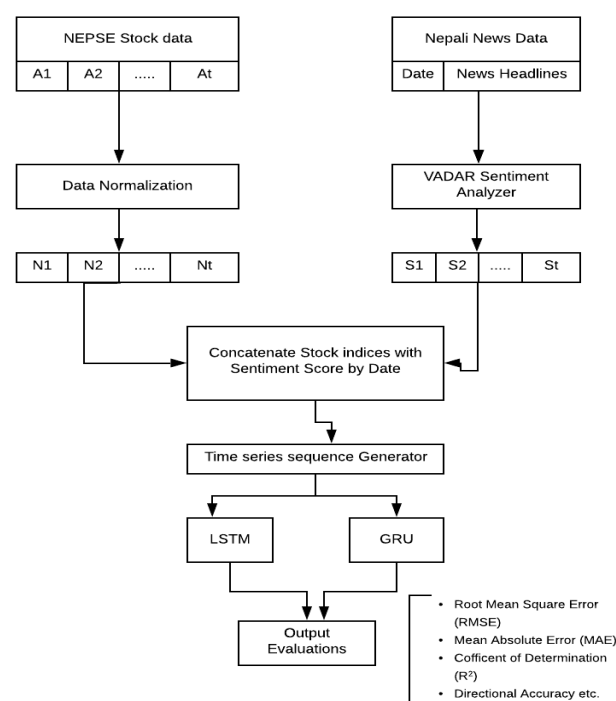 NEPSE Stock data
A1 A2 ..... At
Nepali News Data
Date News Headlines
Data Normalization
VADAR Sentiment
Analyzer
N1 N2 ..... Nt
S1 S2 ..... St
Concatenate Stock indices with
Sentiment Score by Date
Time series sequence Generator
LSTM
GRU
Output
Evaluations
• Root Mean Square Error
(RMSE)
• Mean Absolute Error (MAE)
• Cofficent of Determination
(R²)
• Directional Accuracy etc.